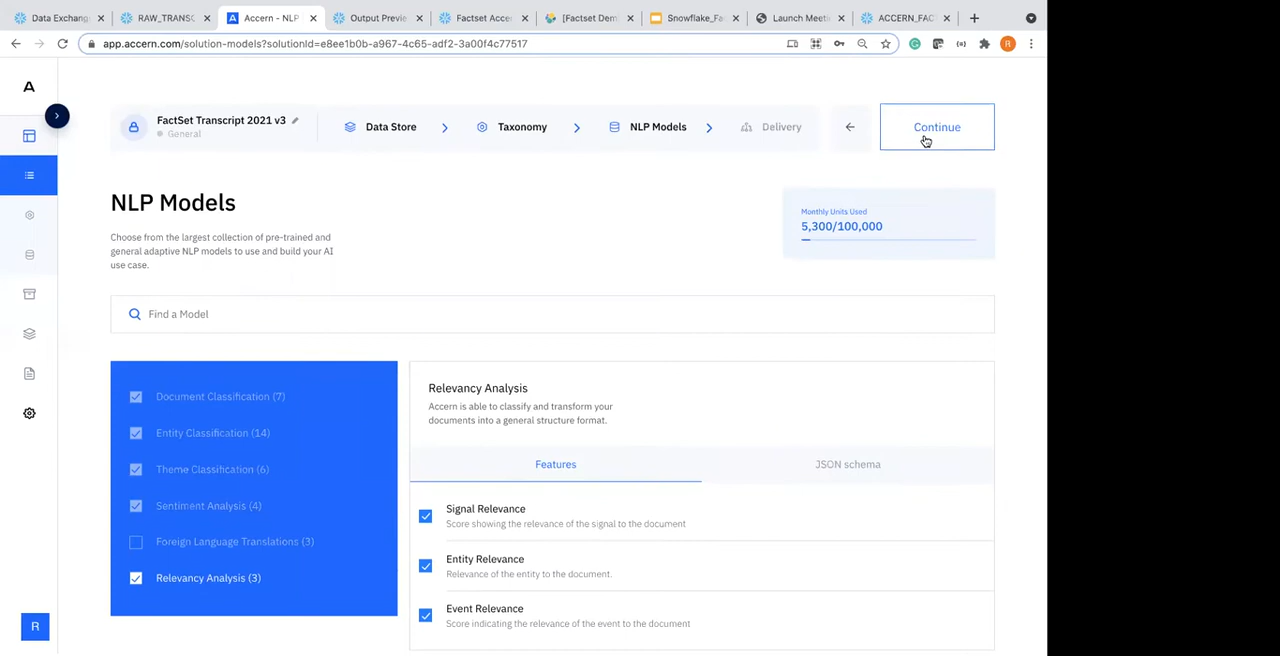 Data Exchang
RAW_TRANSC
Accern - NLP
Output Previe
Factset Acce
[Factset Dem
Snowflake_Fa
Launch Meeti
ACCERN_FAC
app.accern.com/solution-models?solutionId=e8ee1b0b-a967-4c65-adf2-3a00f4c77517
R
A
FactSet Transcript 2021 v3
General
Data Store
Taxonomy
NLP Models
Delivery
Continue
NLP Models
Choose from the largest collection of pre-trained and
general adaptive NLP models to use and build your AI
use case.
Monthly Units Used
5,300/100,000
Find a Model
Document Classification (7)
Entity Classification (14)
Theme Classification (6)
Sentiment Analysis (4)
Foreign Language Translations (3)
Relevancy Analysis (3)
Relevancy Analysis
Accern is able to classify and transform your
documents into a general structure format.
Features
JSON schema
Signal Relevance
Score showing the relevance of the signal to the document
Entity Relevance
Relevance of the entity to the document.
Event Relevance
Score indicating the relevance of the event to the document
R